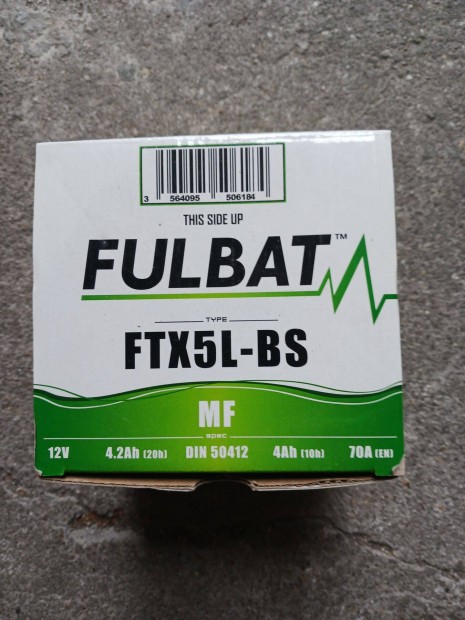 3 564095 506184
THIS SIDE UP
FULBAT™
TYPE
FTX5L-BS
MF
spec
12V 4.2Ah (20h) DIN 50412 4Ah (10h) 70A (EN)